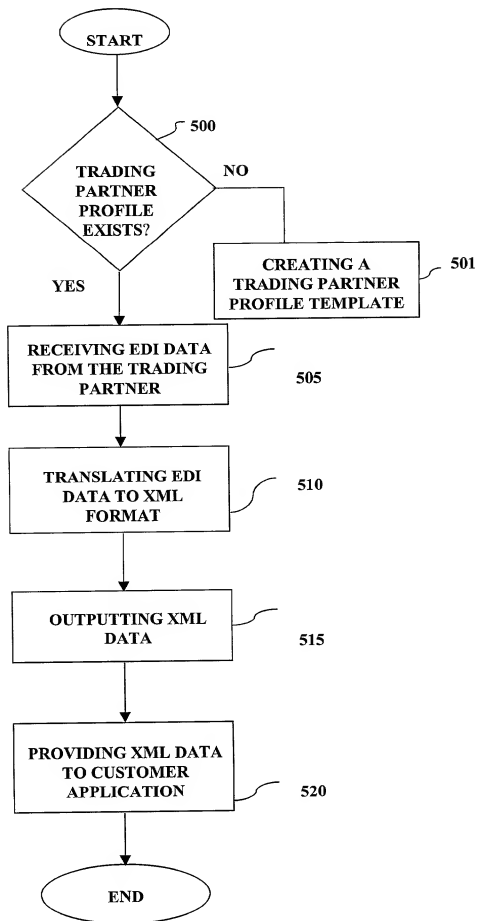 START
500
TRADING
PARTNER
PROFILE
EXISTS?
NO
CREATING A
TRADING PARTNER
PROFILE TEMPLATE
501
YES
RECEIVING EDI DATA
FROM THE TRADING
PARTNER
505
TRANSLATING EDI
DATA TO XML
FORMAT
510
OUTPUTTING XML
DATA
515
PROVIDING XML DATA
TO CUSTOMER
APPLICATION
520
END